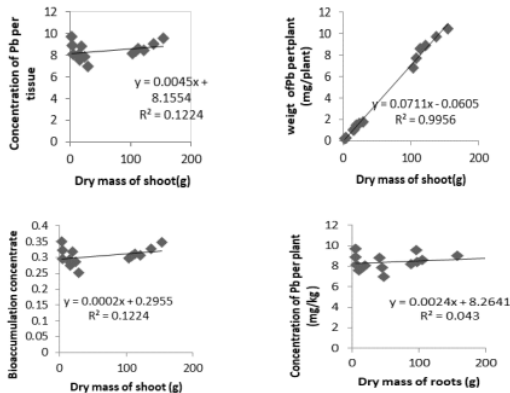 Concentration of Pb per
tissue
12
10
8
6
4
2
0
y = 0.0045x +
8.1554
R² = 0.1224
0
100
200
Dry mass of shoot(g)
weigt ofPb pertplant
(mg/plant)
12
10
8
6
4
2
0
y = 0.0711x - 0.0605
R² = 0.9956
0
100
200
Dry mass of shoot(g)
Bioaccumulation concentrate
0.4
0.35
0.3
0.25
0.2
0.15
0.1
0.05
0
y = 0.0002x + 0.2955
R² = 0.1224
0
100
200
Dry mass of shoot (g)
Concentration of Pb per plant
(mg/kg)
12
10
8
6
4
2
0
y = 0.0024x + 8.2641
R² = 0.043
0
100
200
Dry mass of roots (g)